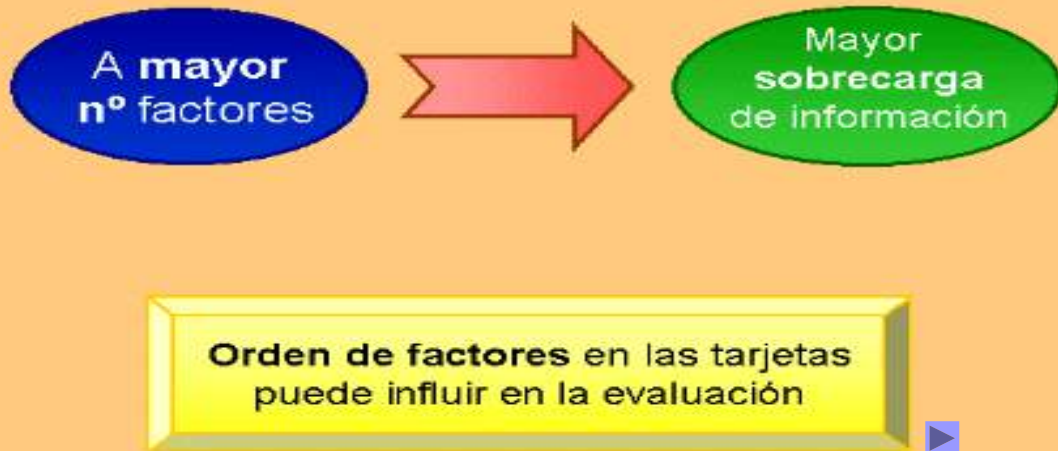 A mayor
nº factores
Mayor
sobrecarga
de información
Orden de factores en las tarjetas
puede influir en la evaluación